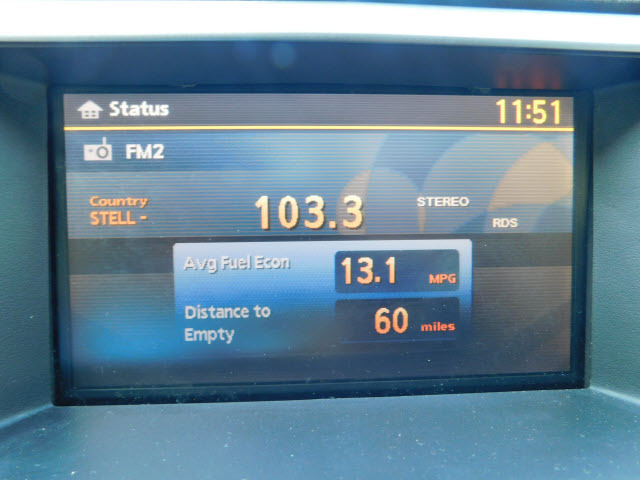 Status 11:51
FM2
Country
STELL - 103.3 STEREO RDS
Avg Fuel Econ 13.1 MPG
Distance to
Empty 60 miles